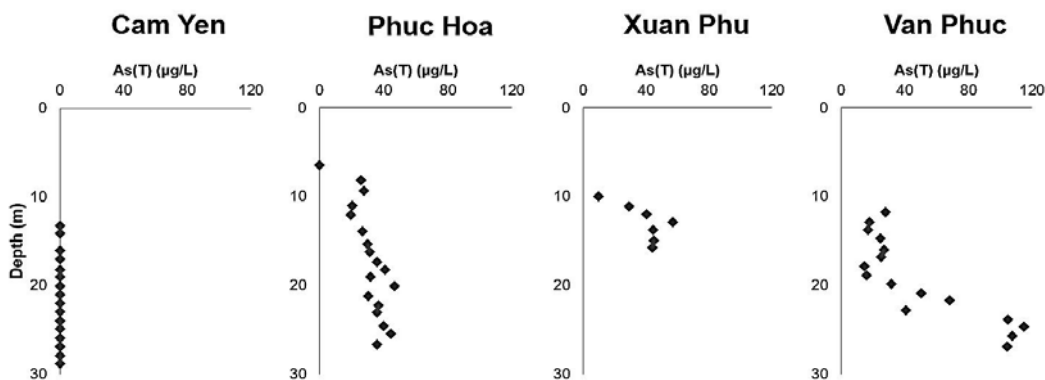 Cam Yen Phuc Hoa Xuan Phu Van Phuc
As(T) (µg/L) As(T) (µg/L) As(T) (µg/L) As(T) (µg/L)
0 40 80 120 0 40 80 120 0 40 80 120 0 40 80 120
0 0 0 0
10 10 10 10
Depth (m)
20 20 20 20
30 30 30 30